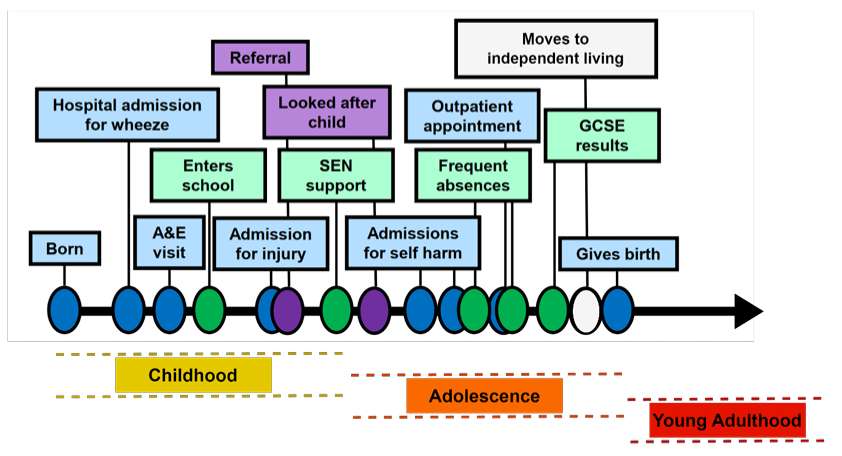 Moves to
independent living
Referral
Hospital admission
for wheeze
Looked after
child
Outpatient
appointment
GCSE
results
Enters
school
SEN
support
Frequent
absences
Born
A&E
visit
Admission
for injury
Admissions
for self harm
Gives birth
Childhood
Adolescence
Young Adulthood